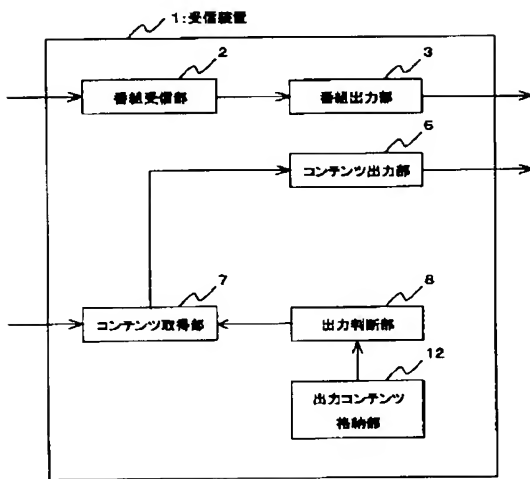 1:受信装置
2
3
番組受信部
番組出力部
6
コンテンツ出力部
7
8
コンテンツ取得部
出力判断部
12
出力コンテンツ
格納部